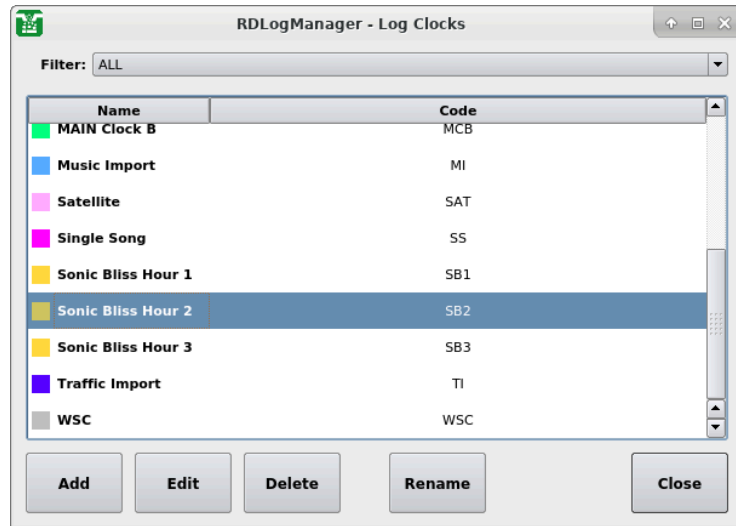 RDLogManager - Log Clocks
Filter: ALL
Name Code
MAIN Clock B MCB
Music Import MI
Satellite SAT
Single Song SS
Sonic Bliss Hour 1 SB1
Sonic Bliss Hour 2 SB2
Sonic Bliss Hour 3 SB3
Traffic Import TI
WSC WSC
Add Edit Delete Rename Close